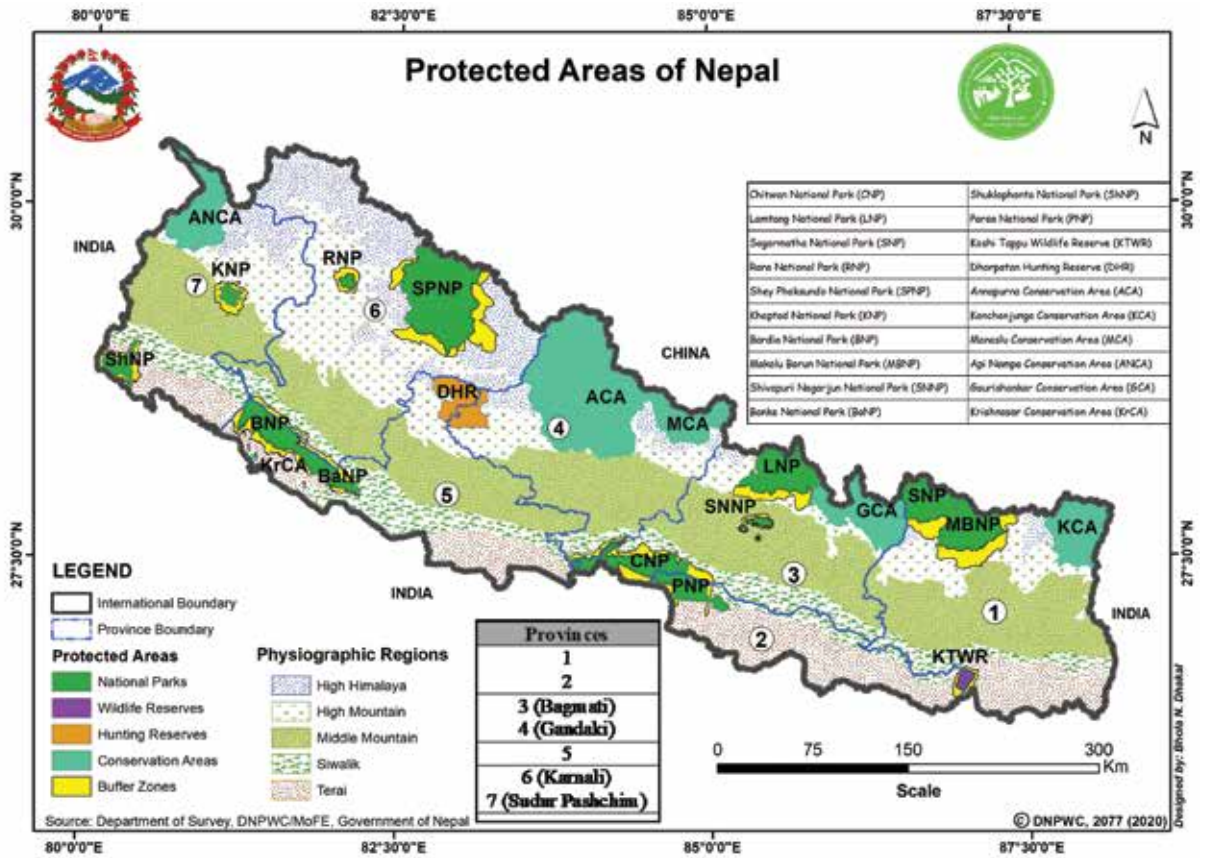 80°0'0"E 82°30'0"E 85°0'0"E 87°30'0"E
Protected Areas of Nepal
N
30°0'0"N
30°0'0"N
27°30'0"N
27°30'0"N
Chitwan National Park (CNP) Shuklaphanta National Park (ShNP)
Lamtang National Park (LNP) Parsa National Park (PNP)
Sagarmatha National Park (SNP) Koshi Tappu Wildlife Reserve (KTWR)
Rara National Park (RNP) Dhorpatan Hunting Reserve (DHR)
Shey Phoksundo National Park (SPNP) Annapurna Conservation Area (ACA)
Khaptad National Park (KNP) Kanchanjunga Conservation Area (KCA)
Bardia National Park (BNP) Manaslu Conservation Area (MCA)
Makalu Barun National Park (MBNP) Api Nampa Conservation Area (ANCA)
Shivapuri Nagarjun National Park (SNNP) Gaurishankar Conservation Area (GCA)
Banke National Park (BaNP) Krishnasar Conservation Area (KrCA)
ANCA
INDIA
KNP
RNP
SPNP
7
6
ShNP
CHINA
DHR
ACA
BNP
4
MCA
KrCA
BaNP
LNP
5
SNNP
GCA
SNP
MBNP
KCA
CNP
3
PNP
INDIA
1
INDIA
2
KTWR
LEGEND
International Boundary
Province Boundary
Protected Areas
National Parks
Wildlife Reserves
Hunting Reserves
Conservation Areas
Buffer Zones
Physiographic Regions
High Himalaya
High Mountain
Middle Mountain
Siwalik
Terai
Provinces
1
2
3 (Bagmati)
4 (Gandaki)
5
6 (Karnali)
7 (Sudur Pashchim)
0 75 150 300
Km
Scale
Designed by: Bhola N. Dhakal
Source: Department of Survey, DNPWC/MoFE, Government of Nepal
© DNPWC, 2077 (2020)
80°0'0"E 82°30'0"E 85°0'0"E 87°30'0"E